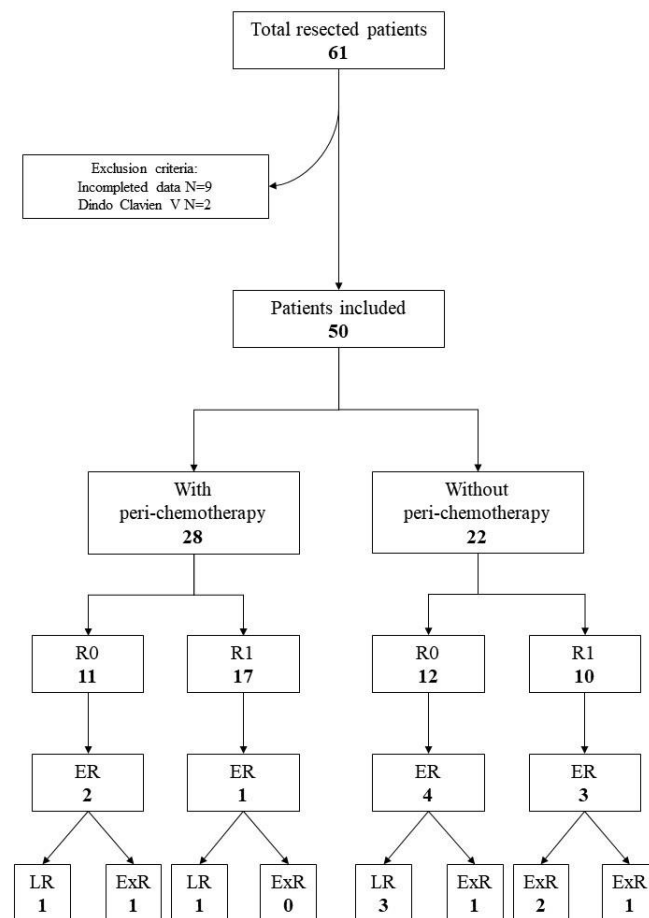 Total resected patients
61
Exclusion criteria:
Incompleted data N=9
Dindo Clavien V N=2
Patients included
50
With
peri-chemotherapy
28
Without
peri-chemotherapy
22
R0
11
R1
17
R0
12
R1
10
ER
2
ER
1
ER
4
ER
3
LR
1
ExR
1
LR
1
ExR
0
LR
3
ExR
1
ExR
2
ExR
1